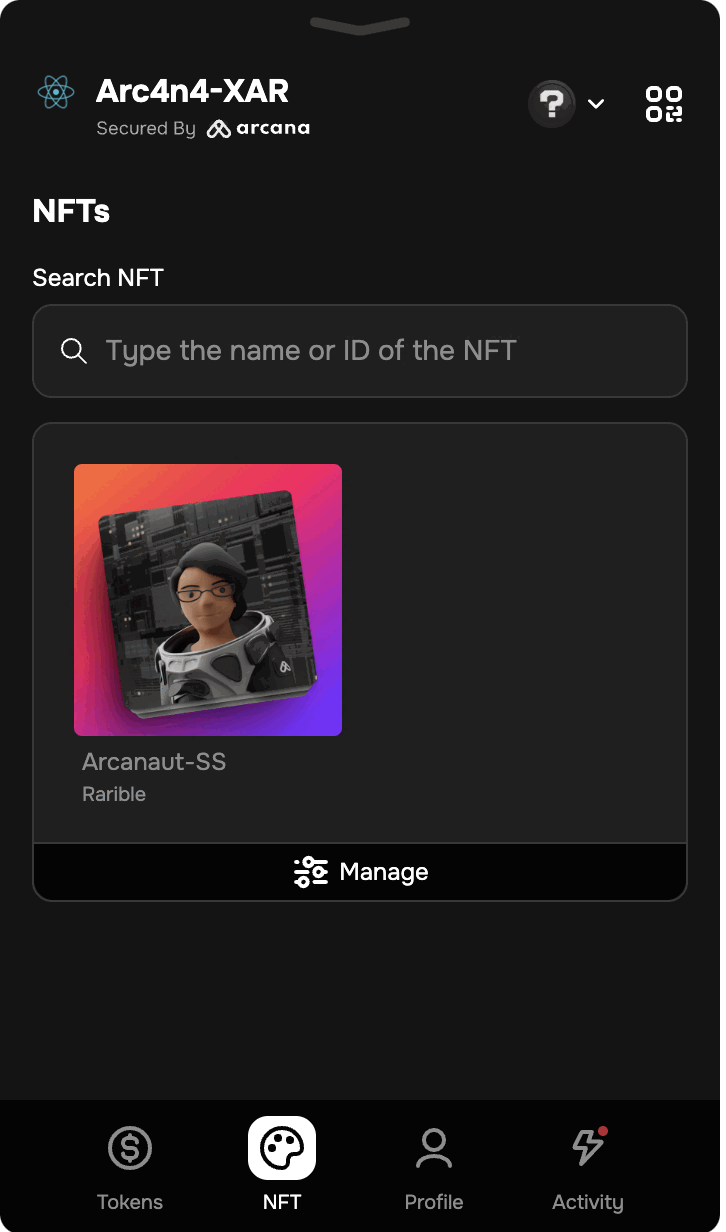 Arc4n4-XAR
Secured By arcana
?
NFTs
Search NFT
Type the name or ID of the NFT
Arcanaut-SS
Rarible
Manage
Tokens
NFT
Profile
Activity